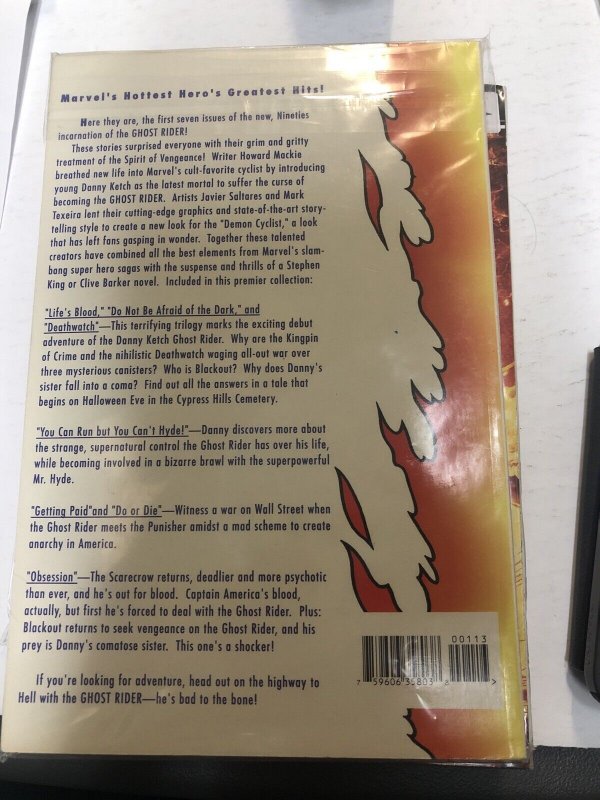 Marvel's Hottest Hero's Greatest Hits!
Here they are, the first seven issues of the new, Nineties
incarnation of the GHOST RIDER!
These stories surprised everyone with their grim and gritty
treatment of the Spirit of Vengeance! Writer Howard Mackie
breathed new life into Marvel's cult-favorite cyclist by introducing
young Danny Ketch as the latest mortal to suffer the curse of
becoming the GHOST RIDER. Artists Javier Saltares and Mark
Texeira lent their cutting-edge graphics and state-of-the-art story-
telling style to create a new look for the "Demon Cyclist," a look
that has left fans gasping in wonder. Together these talented
creators have combined all the best elements from Marvel's slam-
bang super hero sagas with the suspense and thrills of a Stephen
King or Clive Barker novel. Included in this premier collection:
"Life's Blood," "Do Not Be Afraid of the Dark," and
"Deathwatch"—This terrifying trilogy marks the exciting debut
adventure of the Danny Ketch Ghost Rider. Why are the Kingpin
of Crime and the nihilistic Deathwatch waging all-out war over
three mysterious canisters? Who is Blackout? Why does Danny's
sister fall into a coma? Find out all the answers in a tale that
begins on Halloween Eve in the Cypress Hills Cemetery.
"You Can Run but You Can't Hyde!"—Danny discovers more about
the strange, supernatural control the Ghost Rider has over his life,
while becoming involved in a bizarre brawl with the superpowerful
Mr. Hyde.
"Getting Paid"and "Do or Die"—Witness a war on Wall Street when
the Ghost Rider meets the Punisher amidst a mad scheme to create
anarchy in America.
"Obsession"—The Scarecrow returns, deadlier and more psychotic
than ever, and he's out for blood. Captain America's blood,
actually, but first he's forced to deal with the Ghost Rider. Plus:
Blackout returns to seek vengeance on the Ghost Rider, and his
prey is Danny's comatose sister. This one's a shocker!
If you're looking for adventure, head out on the highway to
Hell with the GHOST RIDER—he's bad to the bone!
00113
7 59606 35803 8 >